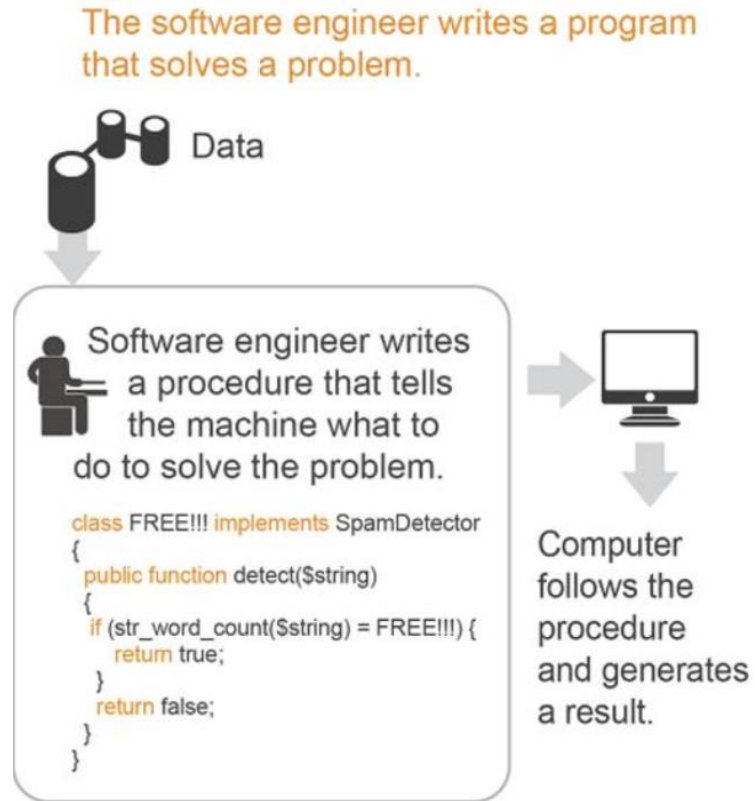 The software engineer writes a program
that solves a problem.
Data
Software engineer writes
a procedure that tells
the machine what to
do to solve the problem.
class FREE!!! implements SpamDetector
{
public function detect($string)
{
if (str_word_count($string) = FREE!!!) {
return true;
}
return false;
}
}
Computer
follows the
procedure
and generates
a result.